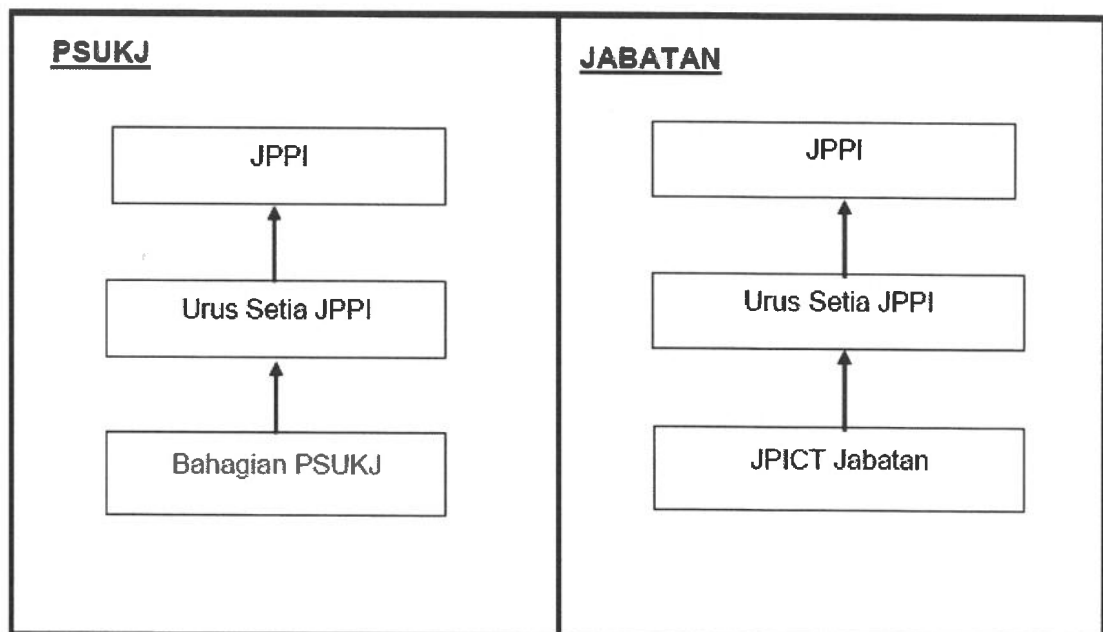 PSUKJ
JPPI
Urus Setia JPPI
Bahagian PSUKJ
JABATAN
JPPI
Urus Setia JPPI
JPICT Jabatan